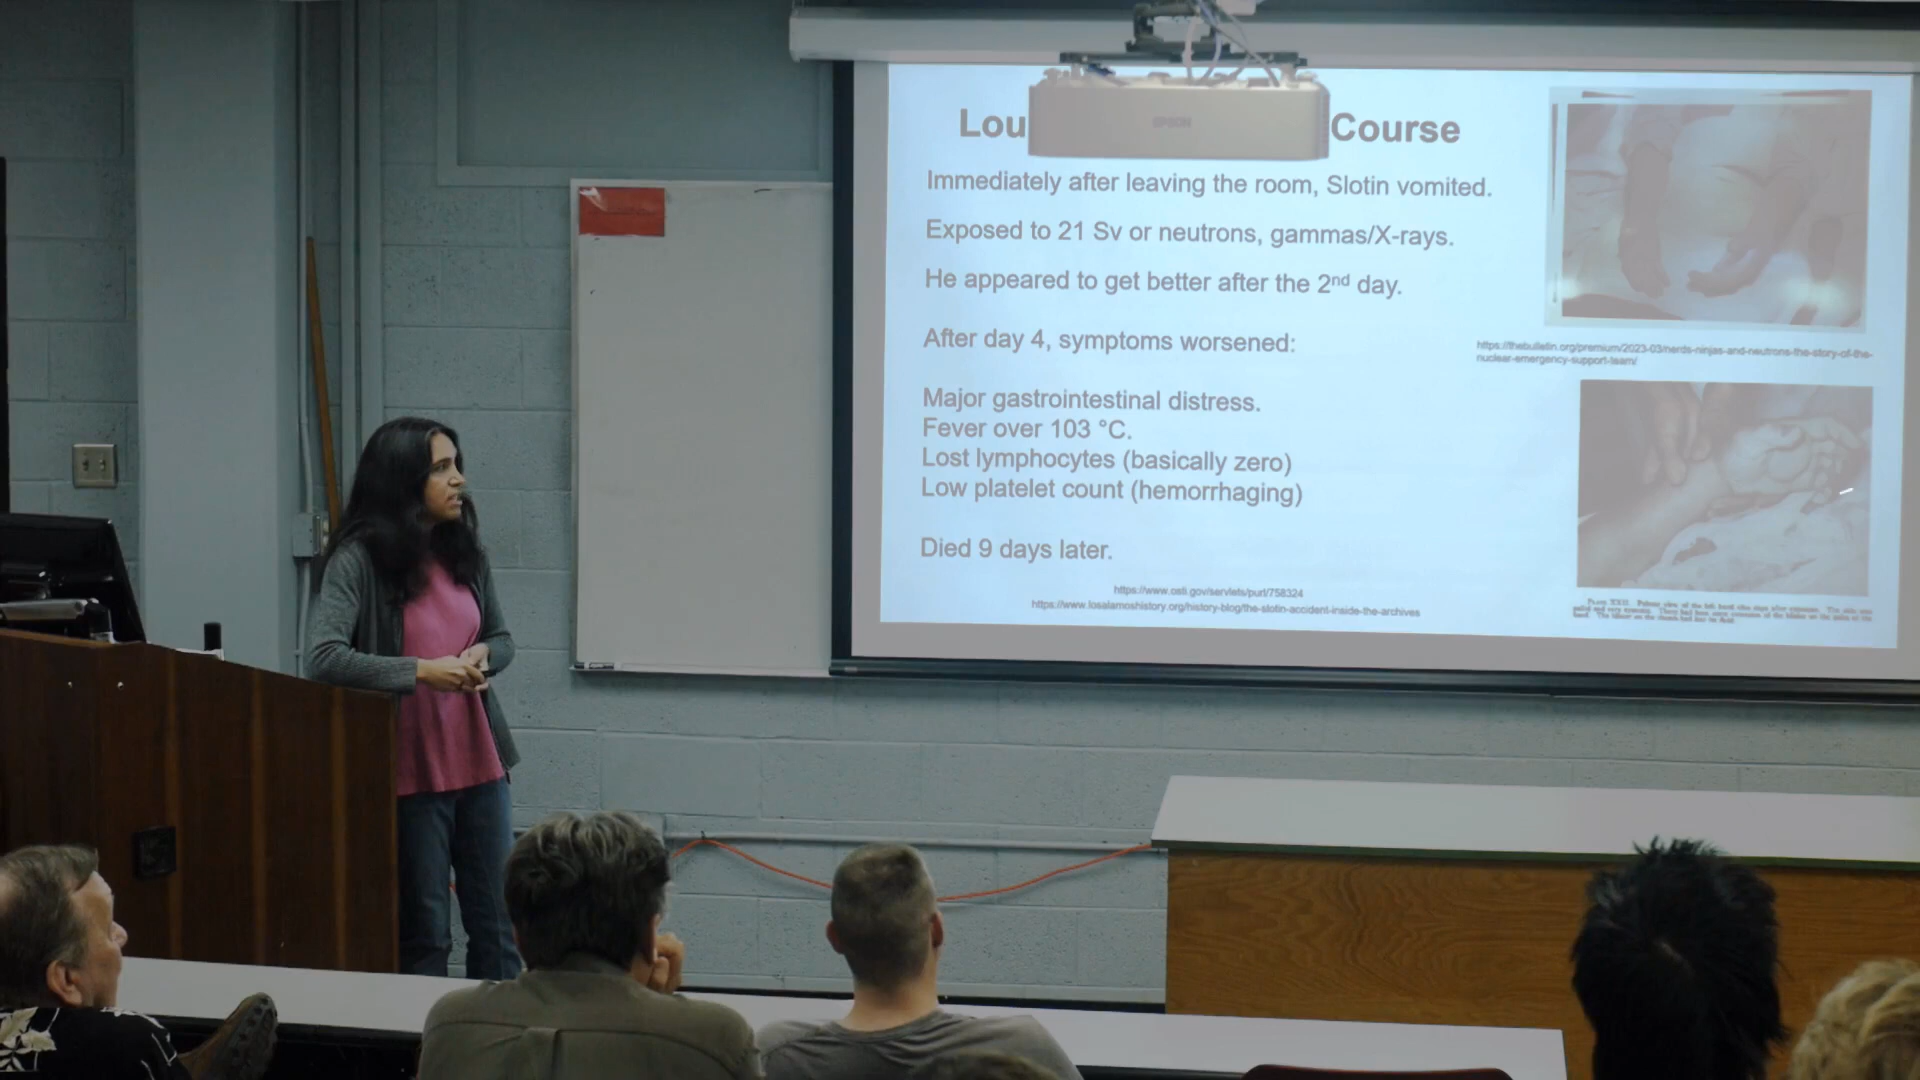 Lou Course
EPSON
Immediately after leaving the room, Slotin vomited.
Exposed to 21 Sv or neutrons, gammas/X-rays.
He appeared to get better after the 2nd day.
After day 4, symptoms worsened:
https://thebulletin.org/premium/2023-03/nerds-ninjas-and-neutrons-the-story-of-the-
nuclear-emergency-support-team/
Major gastrointestinal distress.
Fever over 103 °C.
Lost lymphocytes (basically zero)
Low platelet count (hemorrhaging)
Died 9 days later.
https://www.osti.gov/servlets/purl/758324
https://www.losalamoshistory.org/history-blog/the-slotin-accident-inside-the-archives